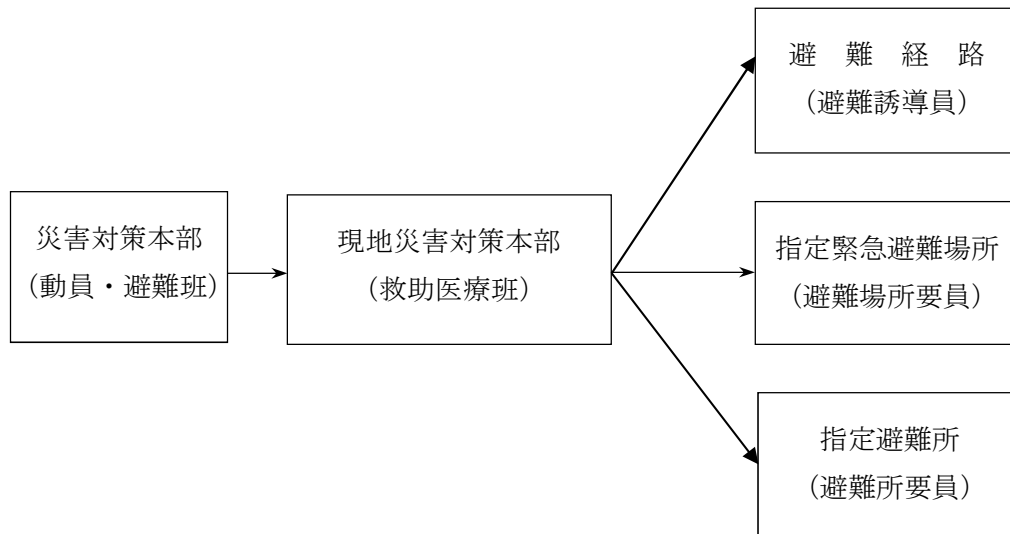 災害対策本部
（動員・避難班）
現地災害対策本部
（救助医療班）
避　難　経　路
（避難誘導員）
指定緊急避難場所
（避難場所要員）
指定避難所
（避難所要員）